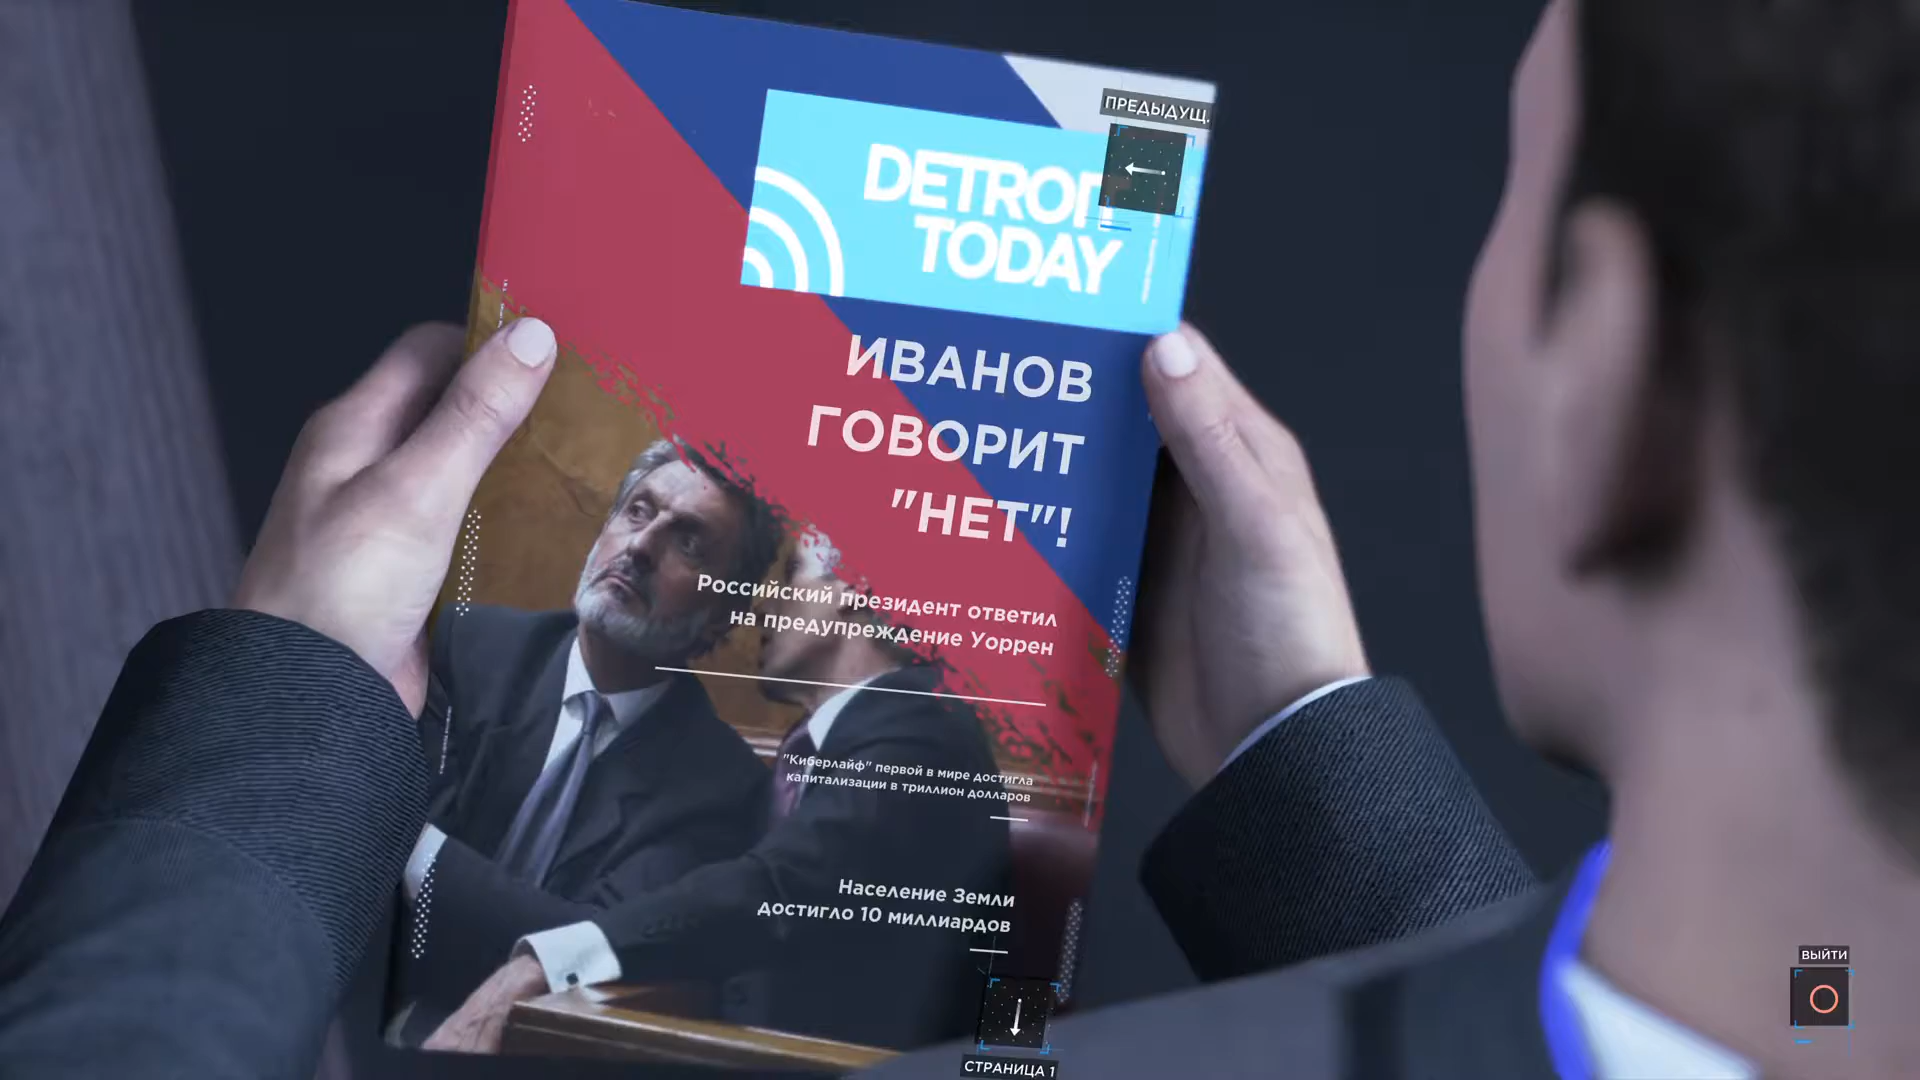 ПРЕДЫДУЩ.
DETROIT
TODAY
ИВАНОВ
ГОВОРИТ
"НЕТ"!
Российский президент ответил
на предупреждение Уоррен
"Киберлайф" первой в мире достигла
капитализации в триллион долларов
Население Земли
достигло 10 миллиардов
СТРАНИЦА 1
ВЫЙТИ